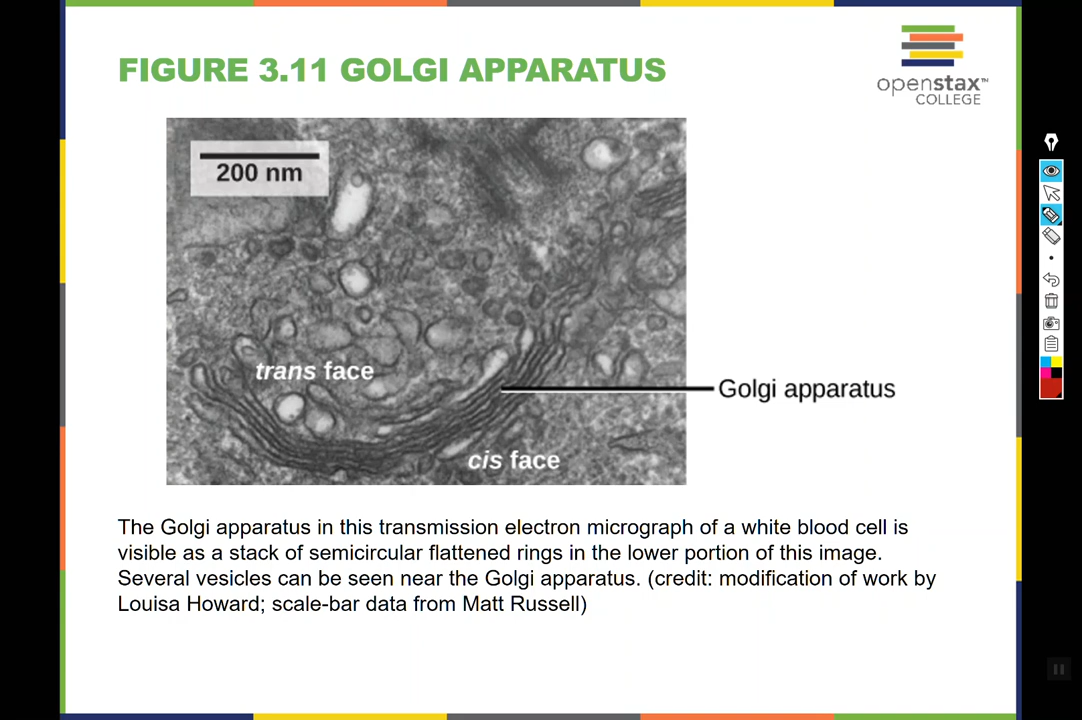 FIGURE 3.11 GOLGI APPARATUS
openstax™
COLLEGE
200 nm
trans face
Golgi apparatus
cis face
The Golgi apparatus in this transmission electron micrograph of a white blood cell is
visible as a stack of semicircular flattened rings in the lower portion of this image.
Several vesicles can be seen near the Golgi apparatus. (credit: modification of work by
Louisa Howard; scale-bar data from Matt Russell)